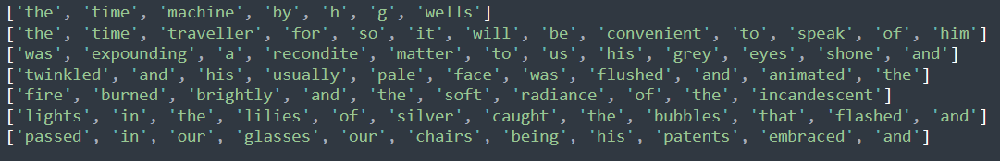 ['the', 'time', 'machine', 'by', 'h', 'g', 'wells']
['the', 'time', 'traveller', 'for', 'so', 'it', 'will', 'be', 'convenient', 'to', 'speak', 'of', 'him']
['was', 'expounding', 'a', 'recondite', 'matter', 'to', 'us', 'his', 'grey', 'eyes', 'shone', 'and']
['twinkled', 'and', 'his', 'usually', 'pale', 'face', 'was', 'flushed', 'and', 'animated', 'the']
['fire', 'burned', 'brightly', 'and', 'the', 'soft', 'radiance', 'of', 'the', 'incandescent']
['lights', 'in', 'the', 'lilies', 'of', 'silver', 'caught', 'the', 'bubbles', 'that', 'flashed', 'and']
['passed', 'in', 'our', 'glasses', 'our', 'chairs', 'being', 'his', 'patents', 'embraced', 'and']